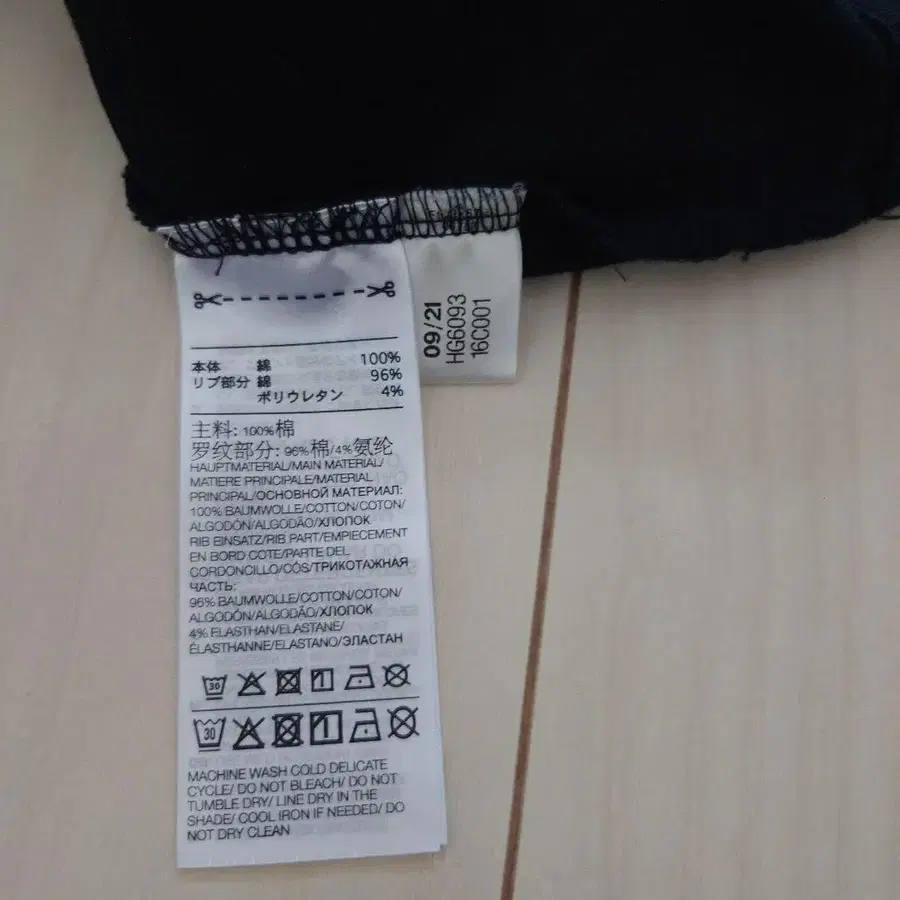 09/21
HG6093
16C001
本体 綿 100%
リブ部分 綿 96%
ポリウレタン 4%
主料: 100%棉
罗纹部分: 96%棉/4%氨纶
HAUPTMATERIAL/MAIN MATERIAL/
MATIERE PRINCIPALE/MATERIAL
PRINCIPAL/ОСНОВНОЙ МАТЕРИАЛ:
100% BAUMWOLLE/COTTON/COTON/
ALGODÓN/ALGODÃO/ХЛОПОК
RIB EINSATZ/RIB PART/EMPIECEMENT
EN BORD COTE/PARTE DEL
CORDONCILLO/CÓS/ТРИКОТАЖНАЯ
ЧАСТЬ:
96% BAUMWOLLE/COTTON/COTON/
ALGODÓN/ALGODÃO/ХЛОПОК
4% ELASTHAN/ELASTANE/
ÉLASTHANNE/ELASTANO/ЭЛАСТАН
30
30
MACHINE WASH COLD DELICATE
CYCLE/ DO NOT BLEACH/ DO NOT
TUMBLE DRY/ LINE DRY IN THE
SHADE/ COOL IRON IF NEEDED/ DO
NOT DRY CLEAN